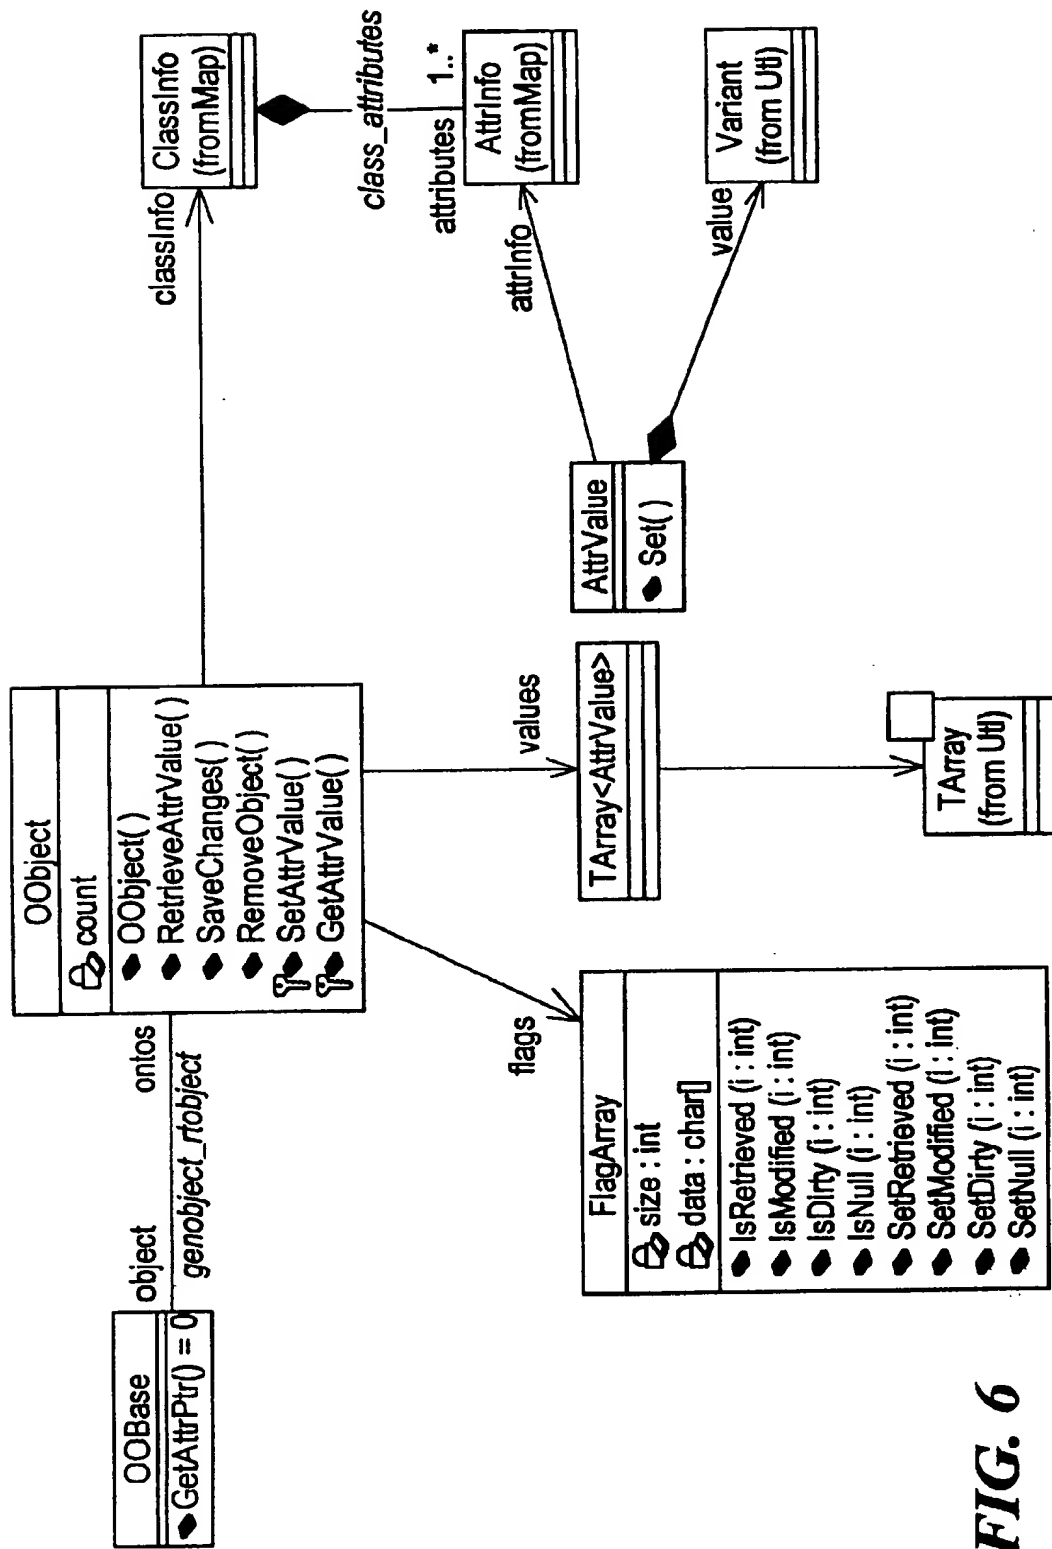 OOBase
GetAttrPtr() = 0
object
ontos
genobject_rtobject
OObject
count
OObject( )
RetrieveAttrValue( )
SaveChanges( )
RemoveObject( )
SetAttrValue( )
GetAttrValue( )
classInfo
ClassInfo
(fromMap)
class_attributes
attributes
1..*
AttrInfo
(fromMap)
attrInfo
AttrValue
Set( )
value
Variant
(from Utl)
flags
values
FlagArray
size : int
data : char[]
IsRetrieved (i : int)
IsModified (i : int)
IsDirty (i : int)
IsNull (i : int)
SetRetrieved (i : int)
SetModified (i : int)
SetDirty (i : int)
SetNull (i : int)
TArray<AttrValue>
TArray
(from Utl)
FIG. 6